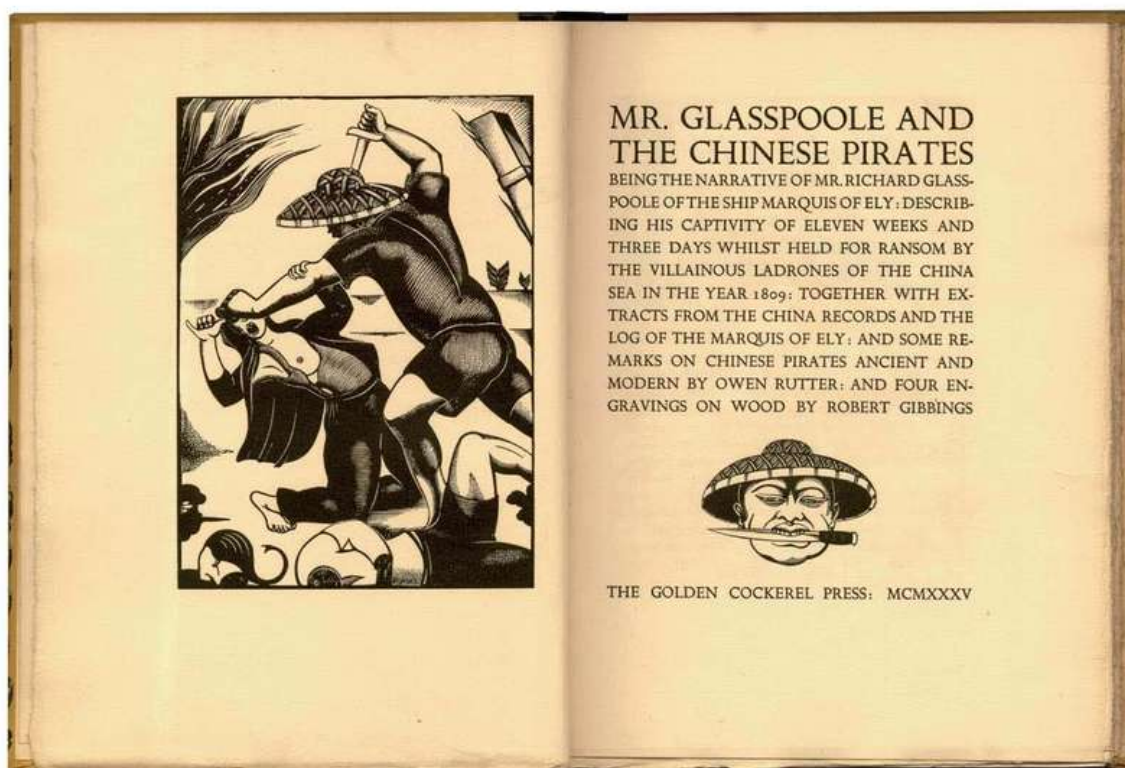 MR. GLASSPOOLE AND
THE CHINESE PIRATES
BEING THE NARRATIVE OF MR. RICHARD GLASS-
POOLE OF THE SHIP MARQUIS OF ELY: DESCRIB-
ING HIS CAPTIVITY OF ELEVEN WEEKS AND
THREE DAYS WHILST HELD FOR RANSOM BY
THE VILLAINOUS LADRONES OF THE CHINA
SEA IN THE YEAR 1809: TOGETHER WITH EX-
TRACTS FROM THE CHINA RECORDS AND THE
LOG OF THE MARQUIS OF ELY: AND SOME RE-
MARKS ON CHINESE PIRATES ANCIENT AND
MODERN BY OWEN RUTTER: AND FOUR EN-
GRAVINGS ON WOOD BY ROBERT GIBBINGS
THE GOLDEN COCKEREL PRESS: MCMXXXV